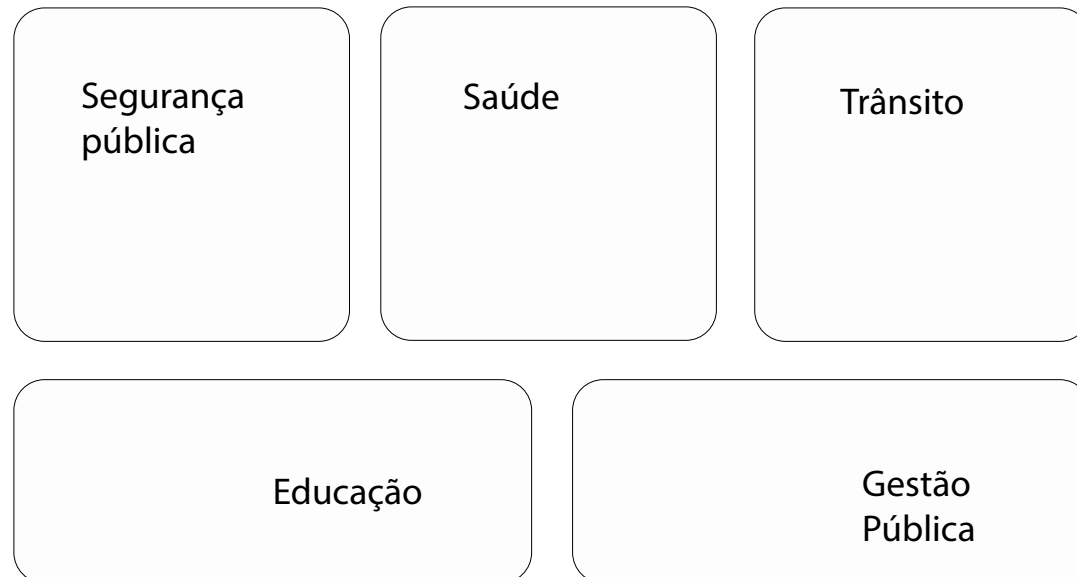 Segurança
pública
Saúde
Trânsito
Educação
Gestão
Pública